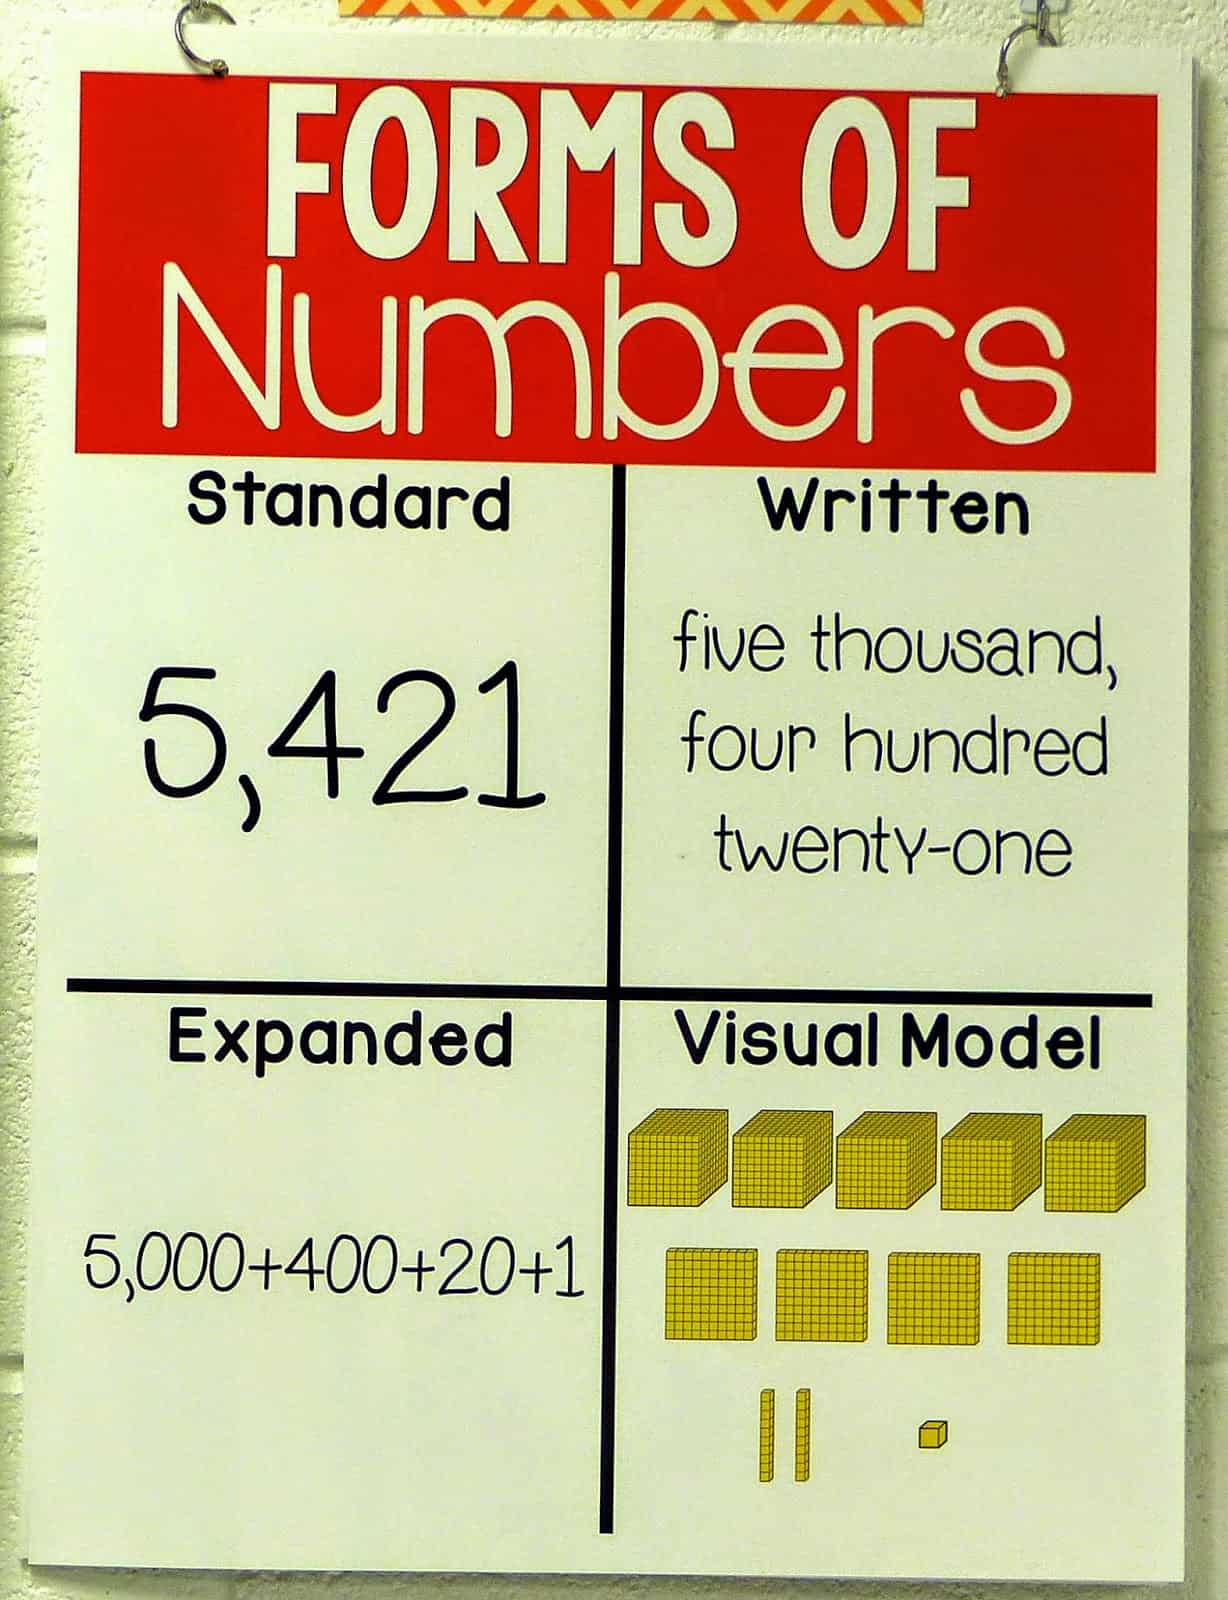 FORMS OF
Numbers
Standard
5,421
Written
five thousand,
four hundred
twenty-one
Expanded
5,000+400+20+1
Visual Model